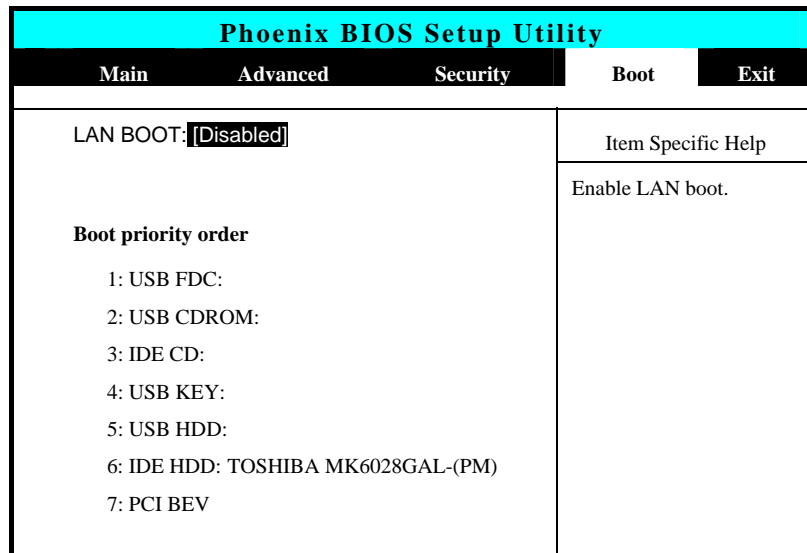 Phoenix BIOS Setup Utility
Main Advanced Security Boot Exit
LAN BOOT: [Disabled]
Item Specific Help
Enable LAN boot.
Boot priority order
1: USB FDC:
2: USB CDROM:
3: IDE CD:
4: USB KEY:
5: USB HDD:
6: IDE HDD: TOSHIBA MK6028GAL-(PM)
7: PCI BEV